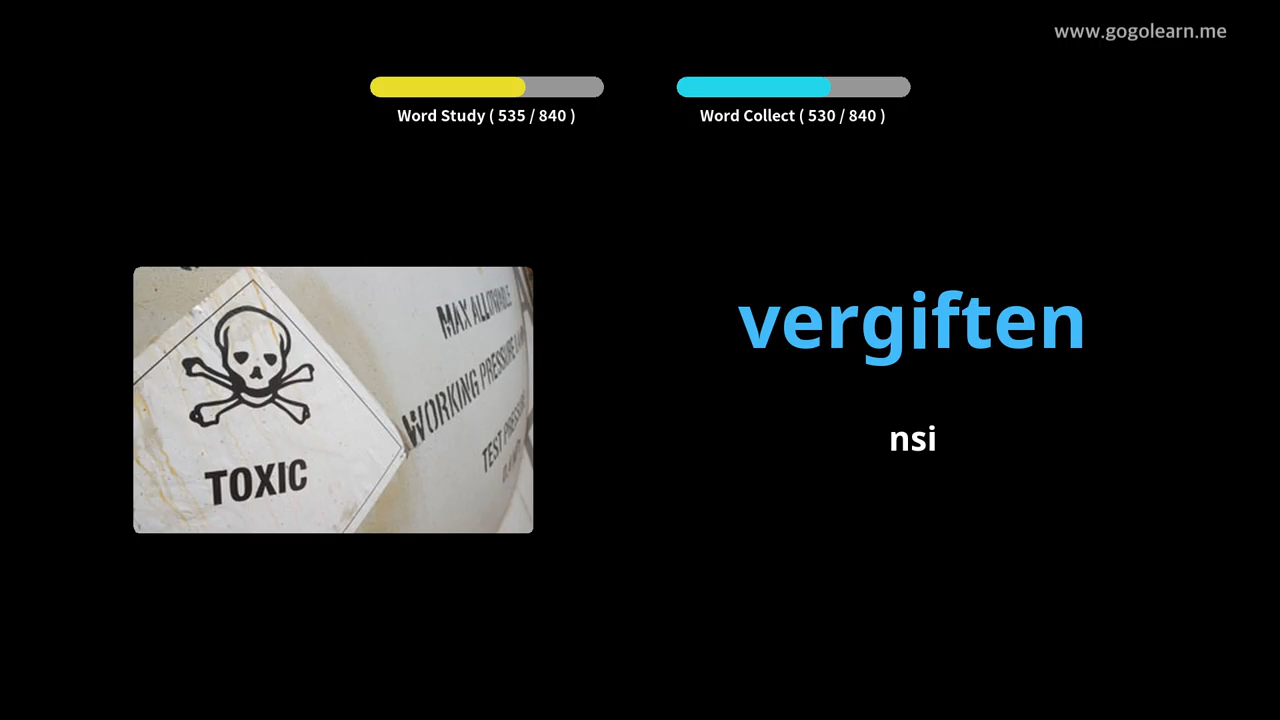 www.gogolearn.me
Word Study ( 535 / 840 )
Word Collect ( 530 / 840 )
vergiften
nsi
MAX ALLOWABLE
WORKING PRESSURE
TEST PRESSURE
TOXIC